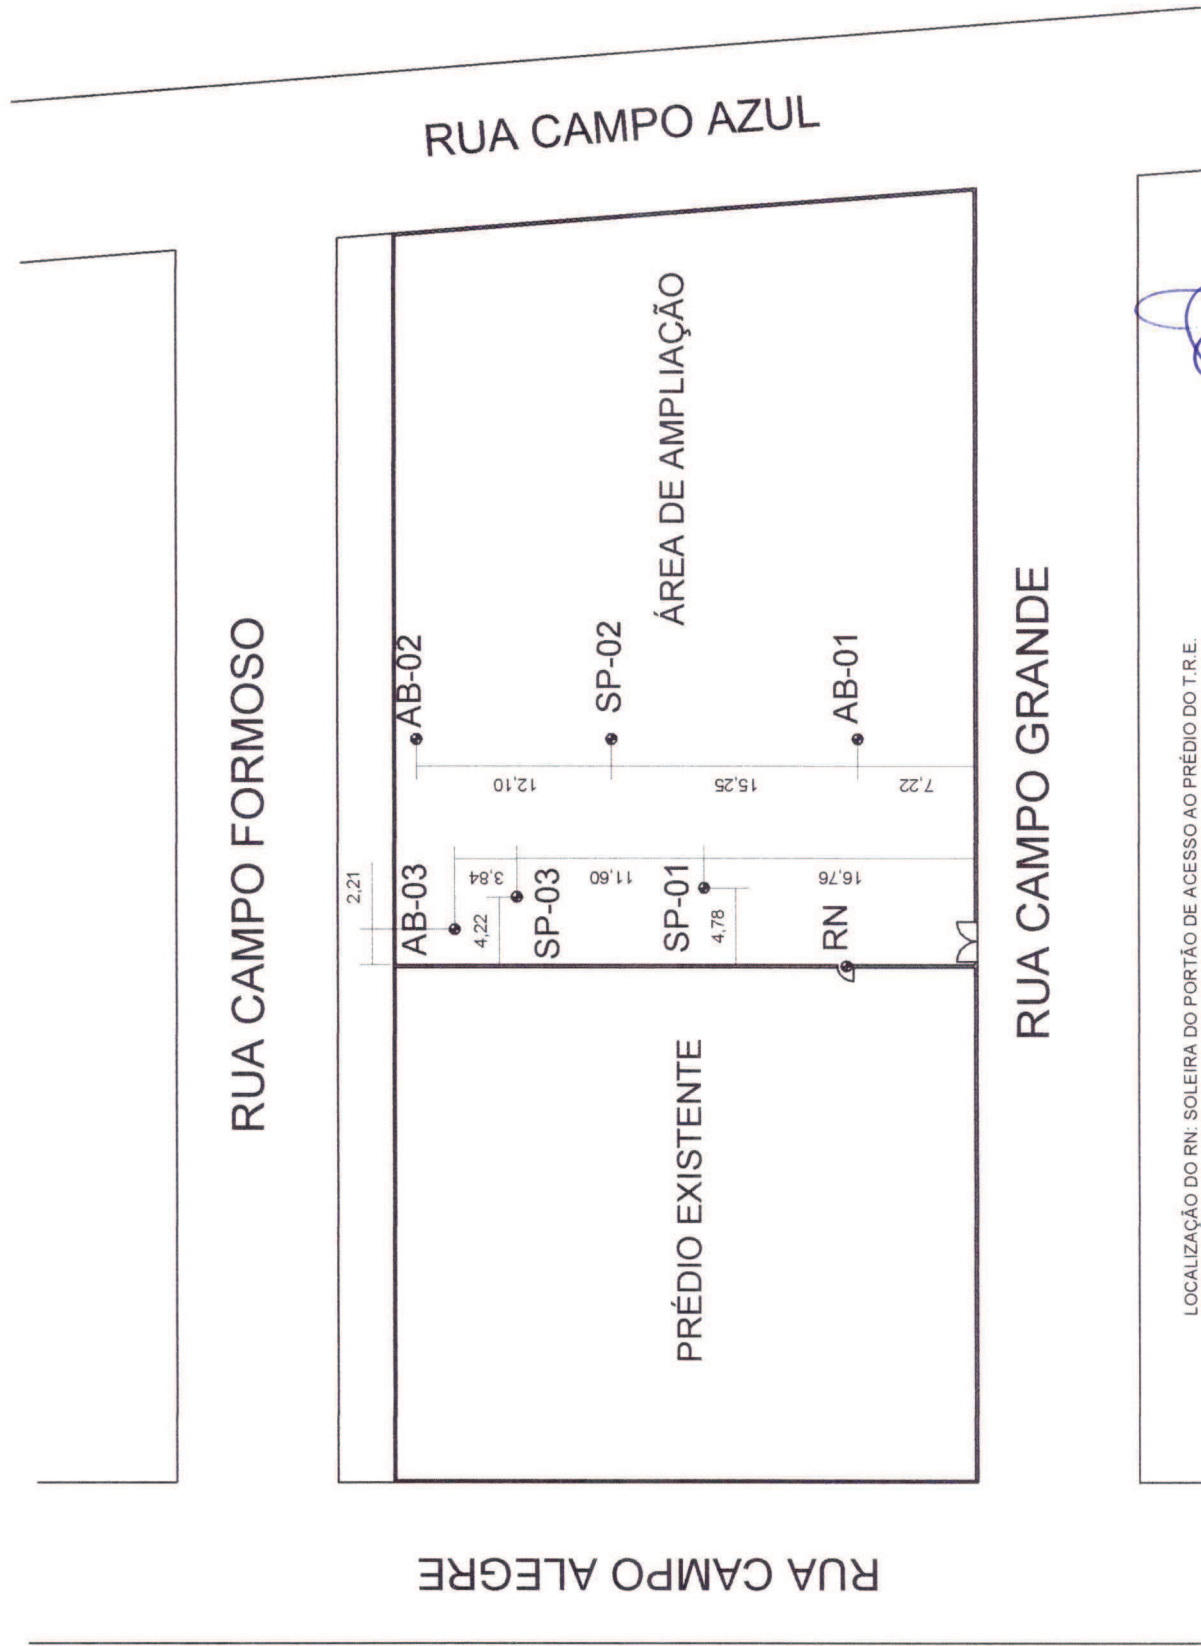 RUA CAMPO AZUL
RUA CAMPO FORMOSO
ÁREA DE AMPLIAÇÃO
AB-02
SP-02
AB-01
12,10
15,25
7,22
2,21
AB-03
3,84
4,22
SP-03
11,60
SP-01
4,78
16,76
RN
PRÉDIO EXISTENTE
RUA CAMPO GRANDE
RUA CAMPO ALEGRE
LOCALIZAÇÃO DO RN: SOLEIRA DO PORTÃO DE ACESSO AO PRÉDIO DO T.R.E.